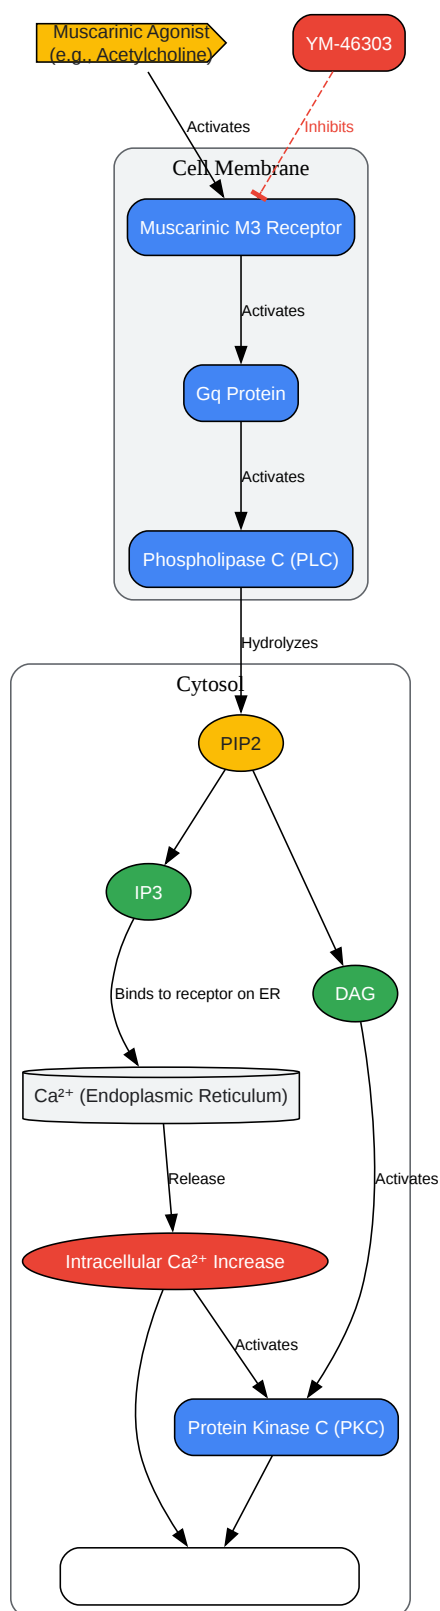 Muscarinic Agonist
(e.g., Acetylcholine)
YM-46303
Activates
Inhibits
Cell Membrane
Muscarinic M3 Receptor
Activates
Gq Protein
Activates
Phospholipase C (PLC)
Hydrolyzes
Cytosol
PIP2
IP3
DAG
Binds to receptor on ER
Ca²⁺ (Endoplasmic Reticulum)
Release
Activates
Intracellular Ca²⁺ Increase
Activates
Protein Kinase C (PKC)